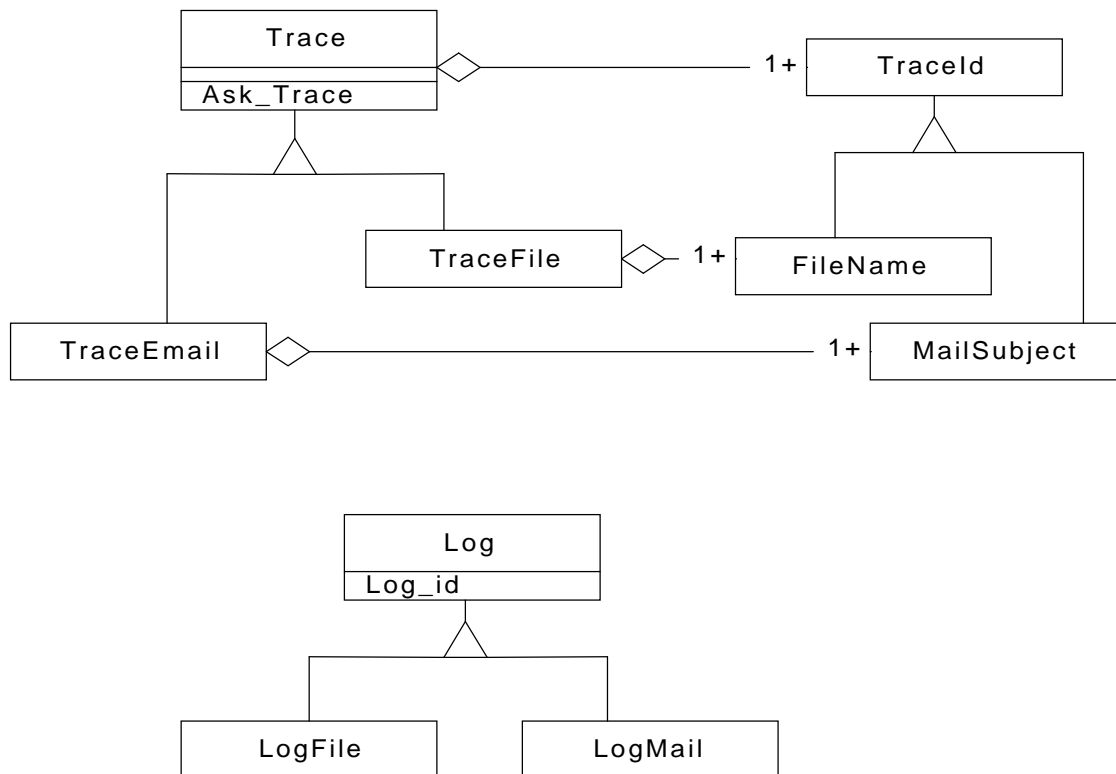 Trace
1+
TraceId
Ask_Trace
TraceFile
1+
FileName
TraceEmail
1+
MailSubject
Log
Log_id
LogFile
LogMail